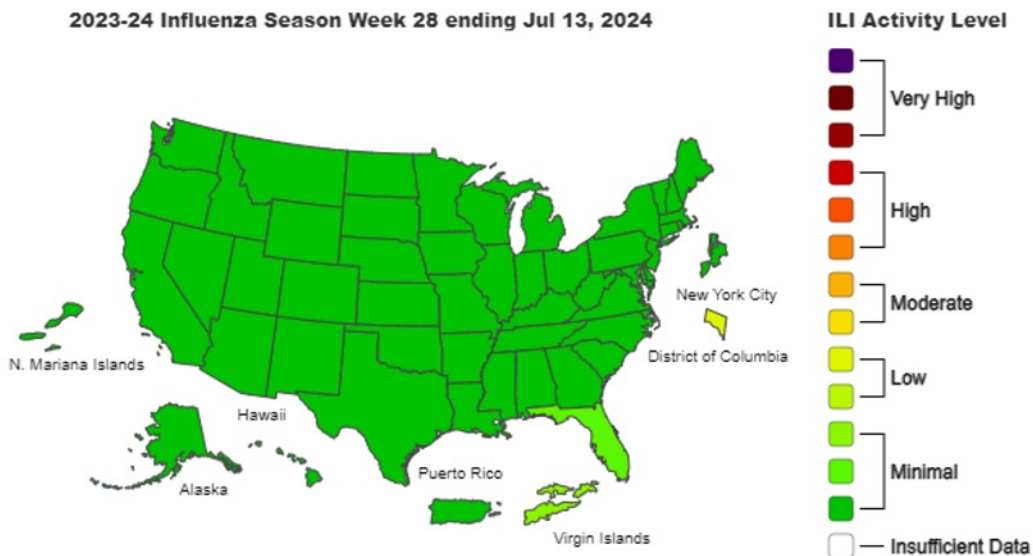 2023-24 Influenza Season Week 28 ending Jul 13, 2024
ILI Activity Level
Very High
High
New York City
Moderate
District of Columbia
N. Mariana Islands
Low
Hawaii
Puerto Rico
Minimal
Alaska
Virgin Islands
Insufficient Data